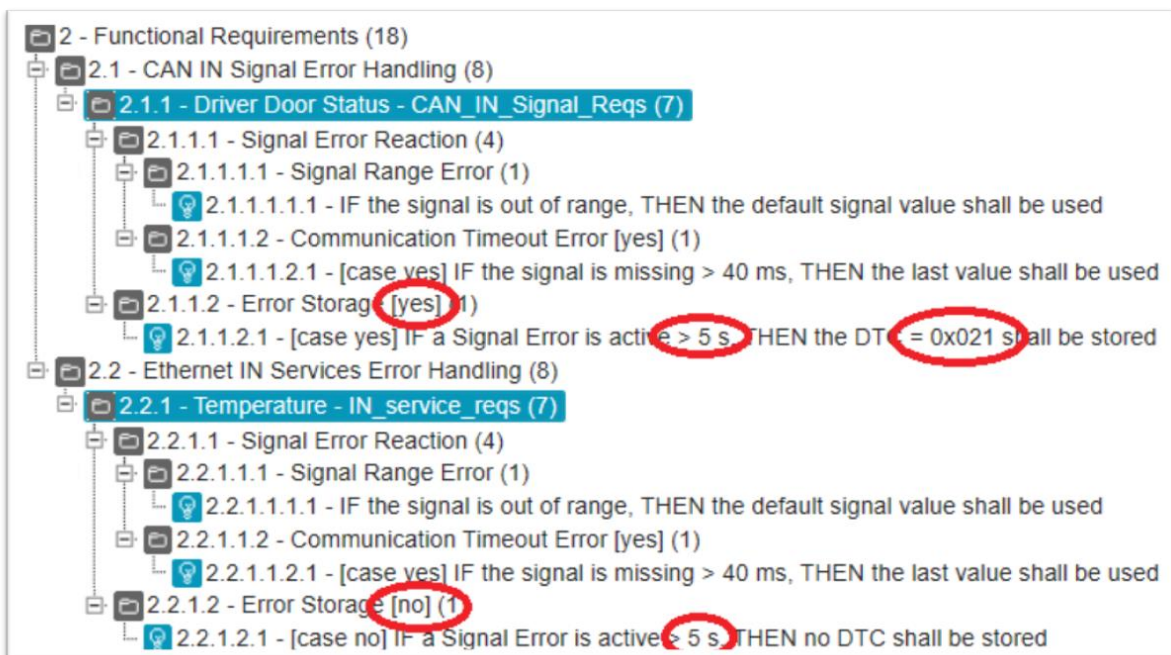 2 - Functional Requirements (18)
2.1 - CAN IN Signal Error Handling (8)
2.1.1 - Driver Door Status - CAN_IN_Signal_Reqs (7)
2.1.1.1 - Signal Error Reaction (4)
2.1.1.1.1 - Signal Range Error (1)
2.1.1.1.1.1 - IF the signal is out of range, THEN the default signal value shall be used
2.1.1.1.2 - Communication Timeout Error [yes] (1)
2.1.1.1.2.1 - [case yes] IF the signal is missing > 40 ms, THEN the last value shall be used
2.1.1.2 - Error Storage [yes] (1)
2.1.1.2.1 - [case yes] IF a Signal Error is active > 5 s, THEN the DTC = 0x021 shall be stored
2.2 - Ethernet IN Services Error Handling (8)
2.2.1 - Temperature - IN_service_reqs (7)
2.2.1.1 - Signal Error Reaction (4)
2.2.1.1.1 - Signal Range Error (1)
2.2.1.1.1.1 - IF the signal is out of range, THEN the default signal value shall be used
2.2.1.1.2 - Communication Timeout Error [yes] (1)
2.2.1.1.2.1 - [case yes] IF the signal is missing > 40 ms, THEN the last value shall be used
2.2.1.2 - Error Storage [no] (1)
2.2.1.2.1 - [case no] IF a Signal Error is active > 5 s, THEN no DTC shall be stored